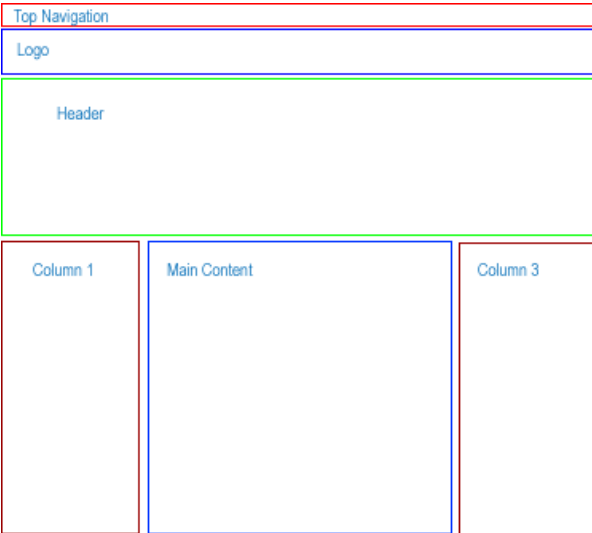 Top Navigation
Logo
Header
Column 1
Main Content
Column 3